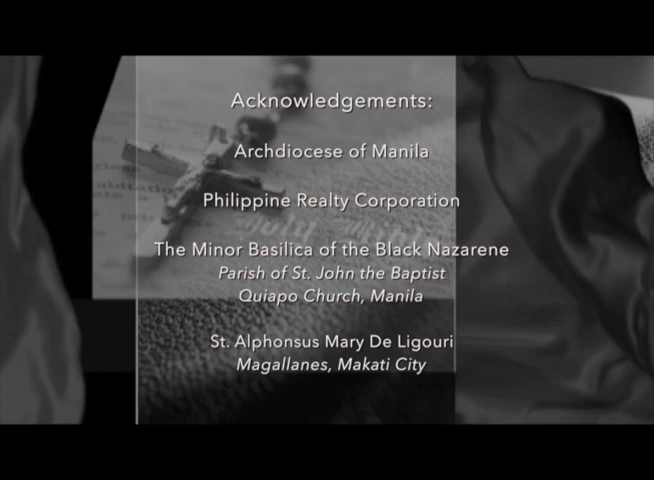 Acknowledgements:
Archdiocese of Manila
Philippine Realty Corporation
The Minor Basilica of the Black Nazarene
Parish of St. John the Baptist
Quiapo Church, Manila
St. Alphonsus Mary De Ligouri
Magallanes, Makati City